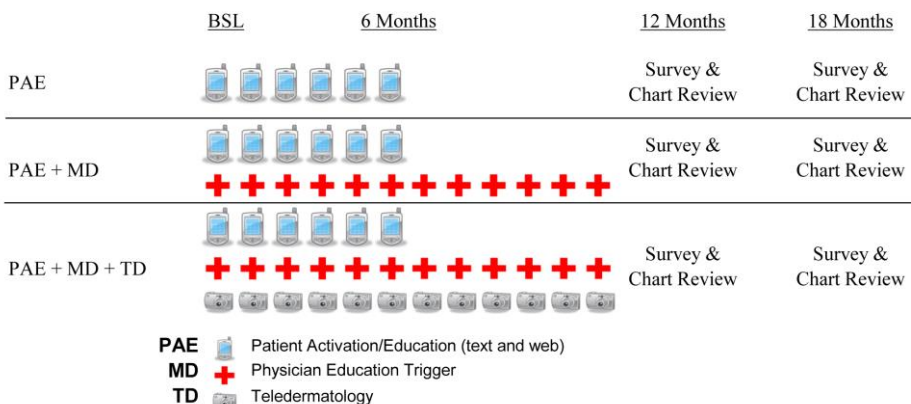 BSL 6 Months 12 Months 18 Months
PAE
Survey &
Chart Review
Survey &
Chart Review
PAE + MD
Survey &
Chart Review
Survey &
Chart Review
PAE + MD + TD
Survey &
Chart Review
Survey &
Chart Review
PAE Patient Activation/Education (text and web)
MD Physician Education Trigger
TD Teledermatology